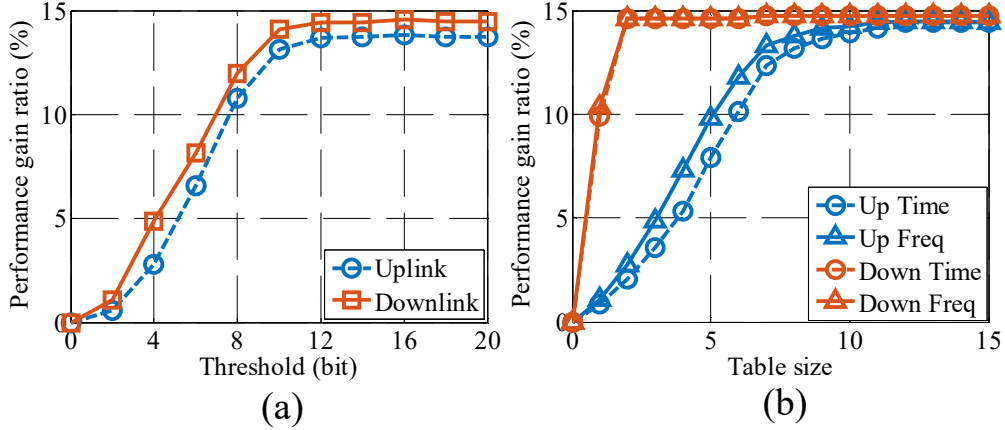 Performance gain ratio (%)
15
10
5
0
0
4
8
12
16
20
Threshold (bit)
Uplink
Downlink
(a)
Performance gain ratio (%)
15
10
5
0
0
5
10
15
Table size
Up Time
Up Freq
Down Time
Down Freq
(b)